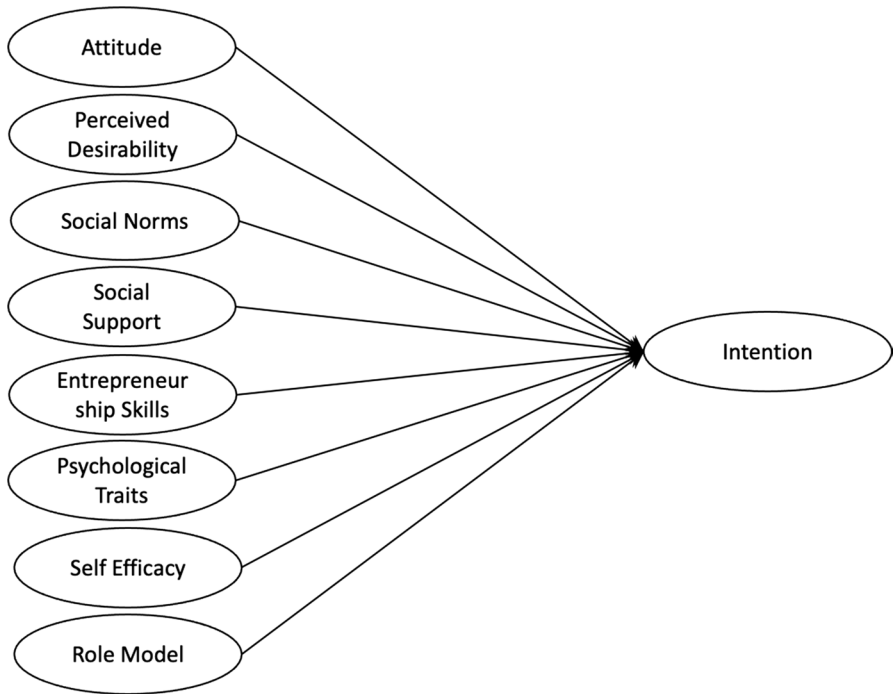 Attitude
Perceived
Desirability
Social Norms
Social
Support
Entrepreneur
ship Skills
Psychological
Traits
Self Efficacy
Role Model
Intention